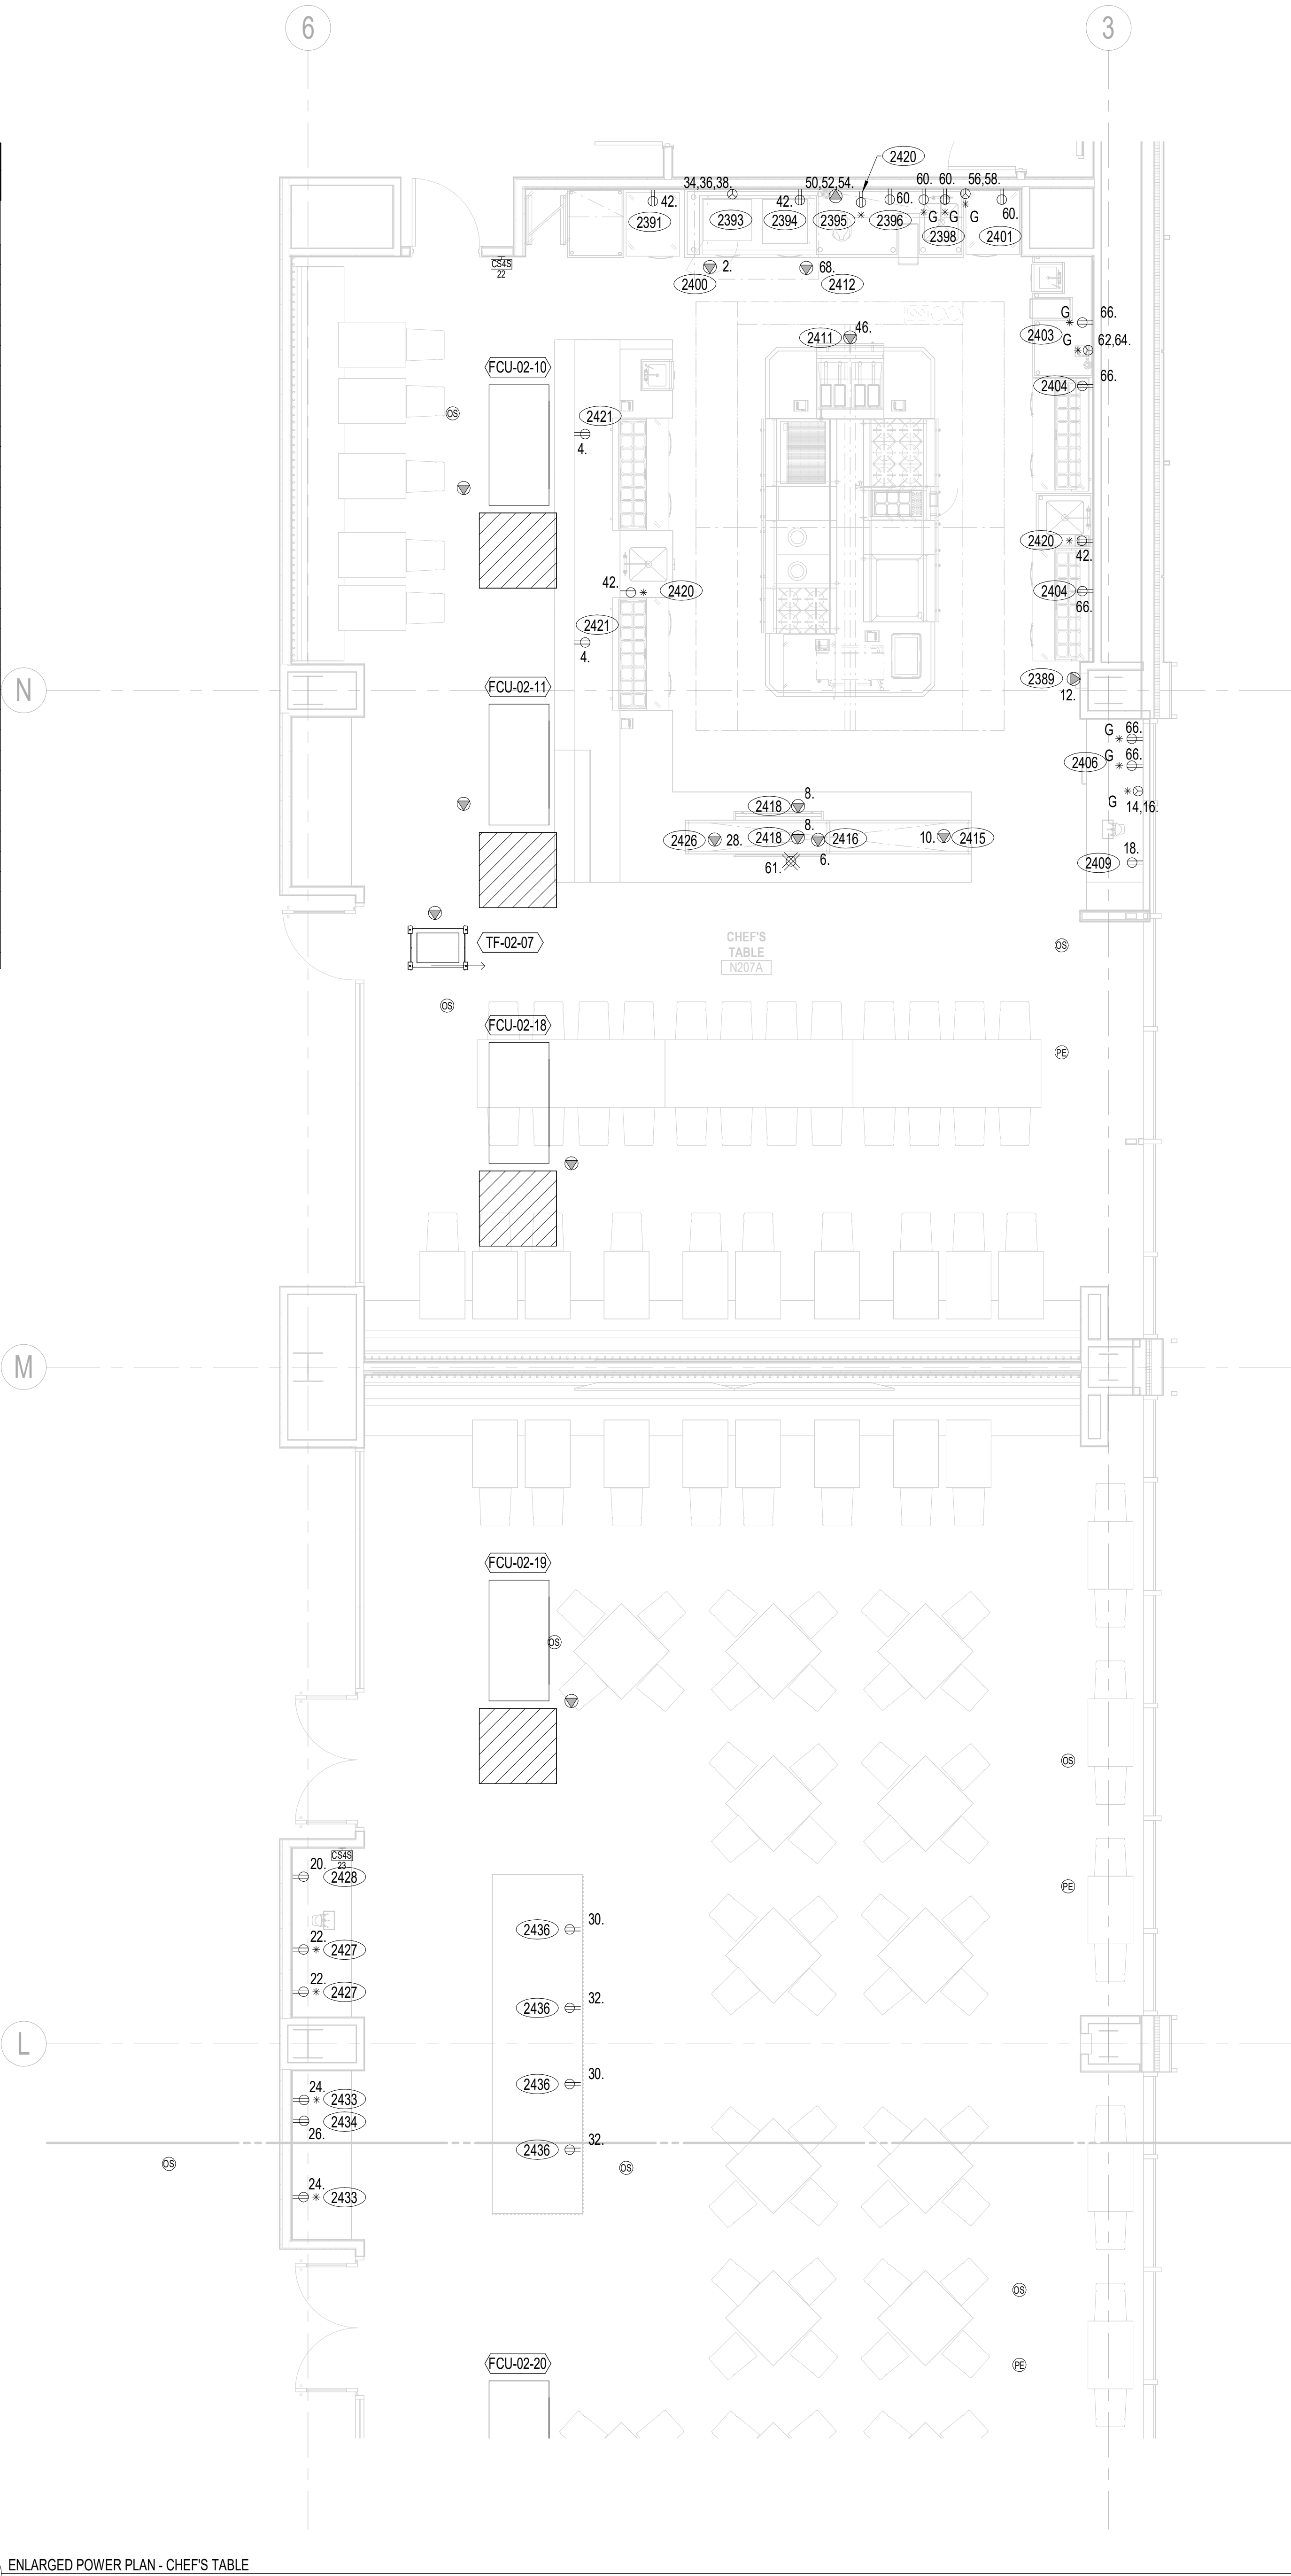 6
3
2420
34,36,38.
50,52,54.
60.
60.
56,58.
42.
42.
60.
60.
2391
2393
2394
2395
2396
2398
2401
G
G
G
CS4S
22
2.
68.
2400
2412
G
66.
2403
G
62,64.
46.
2411
FCU-02-10
66.
2404
OS
2421
4.
2420
42.
42.
2420
2404
66.
2421
4.
N
FCU-02-11
2389
12.
G
66.
G
66.
2406
G
14,16.
8.
2418
8.
2426
28.
2418
2416
10.
2415
61.
6.
18.
2409
TF-02-07
CHEF'S
TABLE
N207A
OS
OS
FCU-02-18
PE
M
FCU-02-19
OS
OS
CS4S
23
20.
2428
PE
30.
2436
22.
2427
22.
2427
32.
2436
L
30.
2436
24.
2433
2434
26.
32.
2436
OS
OS
24.
2433
OS
FCU-02-20
PE
ENLARGED POWER PLAN - CHEF'S TABLE